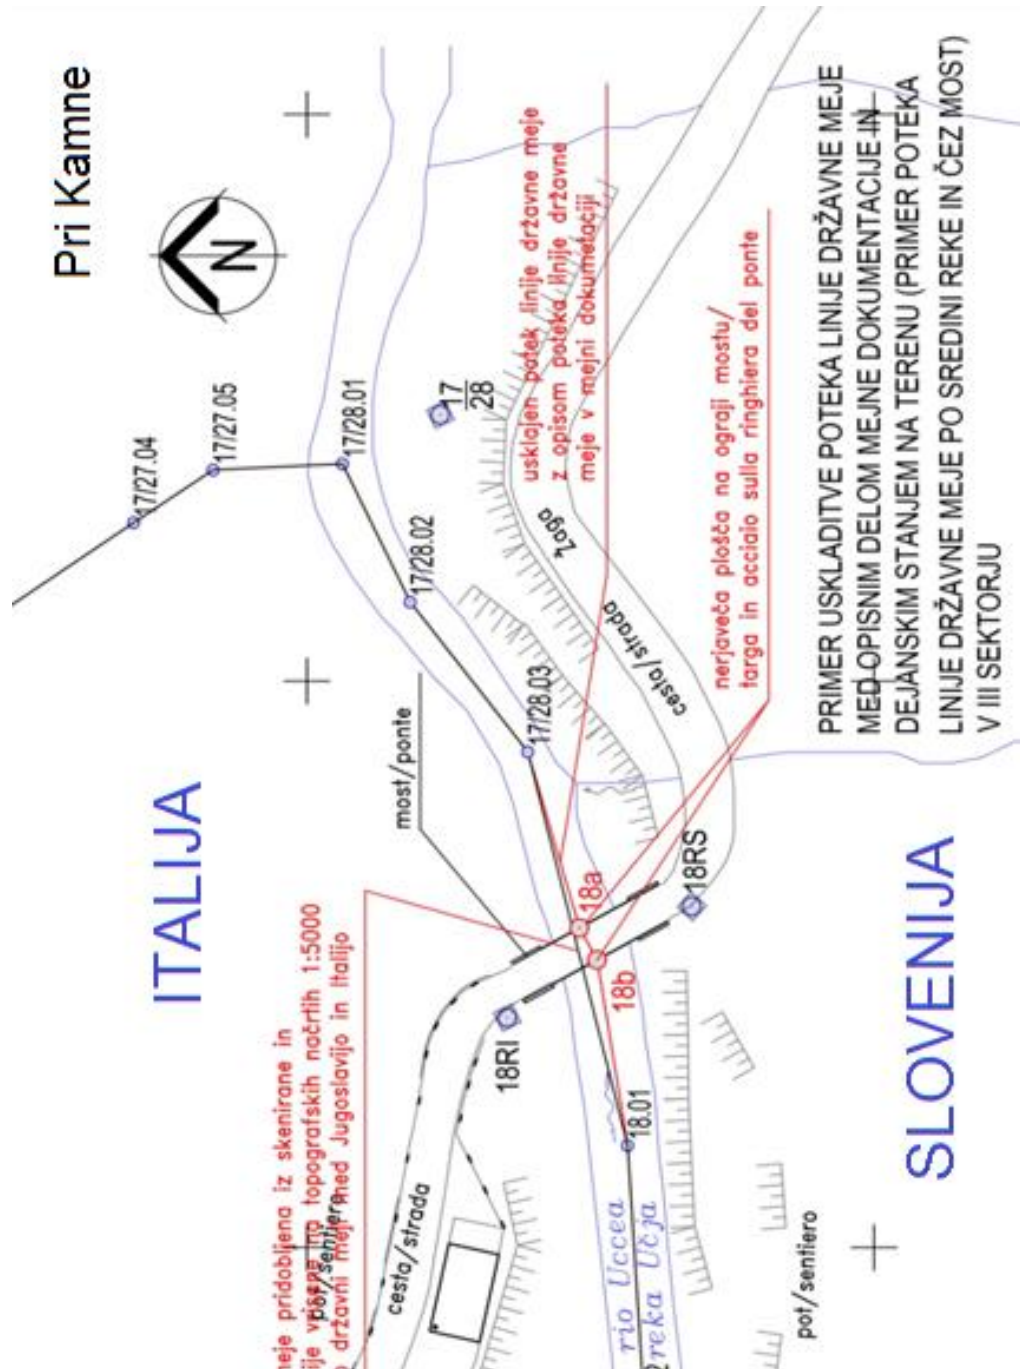 Pri Kamne
N
17/27.04
17/27.05
17/28.01
17/28.02
17/28.03
17
28
usklajen potek linije državne meje
z opisom poteka linije državne
meje v mejni dokumetaciji
nerjaveča plošča na ograji mostu/
targa in acciaio sulla ringhiera del ponte
PRIMER USKLADITVE POTEKA LINIJE DRŽAVNE MEJE
MED OPISNIM DELOM MEJNE DOKUMENTACIJE IN
DEJANSKIM STANJEM NA TERENU (PRIMER POTEKA
LINIJE DRŽAVNE MEJE PO SREDINI REKE IN ČEZ MOST)
V III SEKTORJU
Žaga
cesta/strada
most/ponte
ITALIJA
SLOVENIJA
18a
18b
18RS
18RI
18.01
meje pridobljena iz skenirane in
na topografskih načrtih 1:5000
državni meji med Jugoslavijo in Italijo
pot/sentiero
cesta/strada
rio Uccea
reka Učja
pot/sentiero